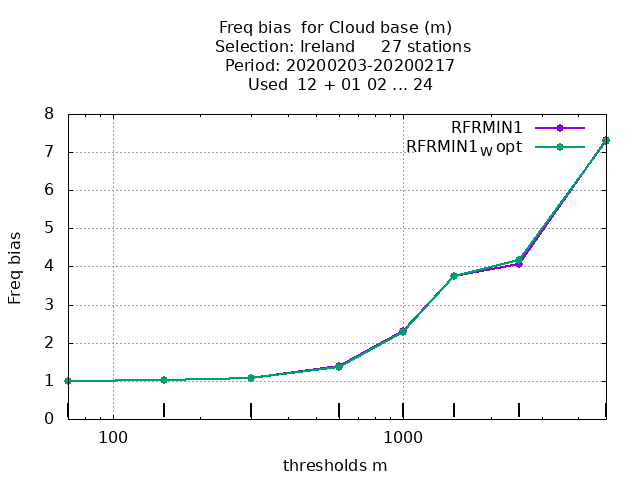 Freq bias  for Cloud base (m)
Selection: Ireland     27 stations
Period: 20200203-20200217
Used  12 + 01 02 ... 24
RFRMIN1
RFRMIN1W opt
Freq bias
8
7
6
5
4
3
2
1
0
100 1000
thresholds m